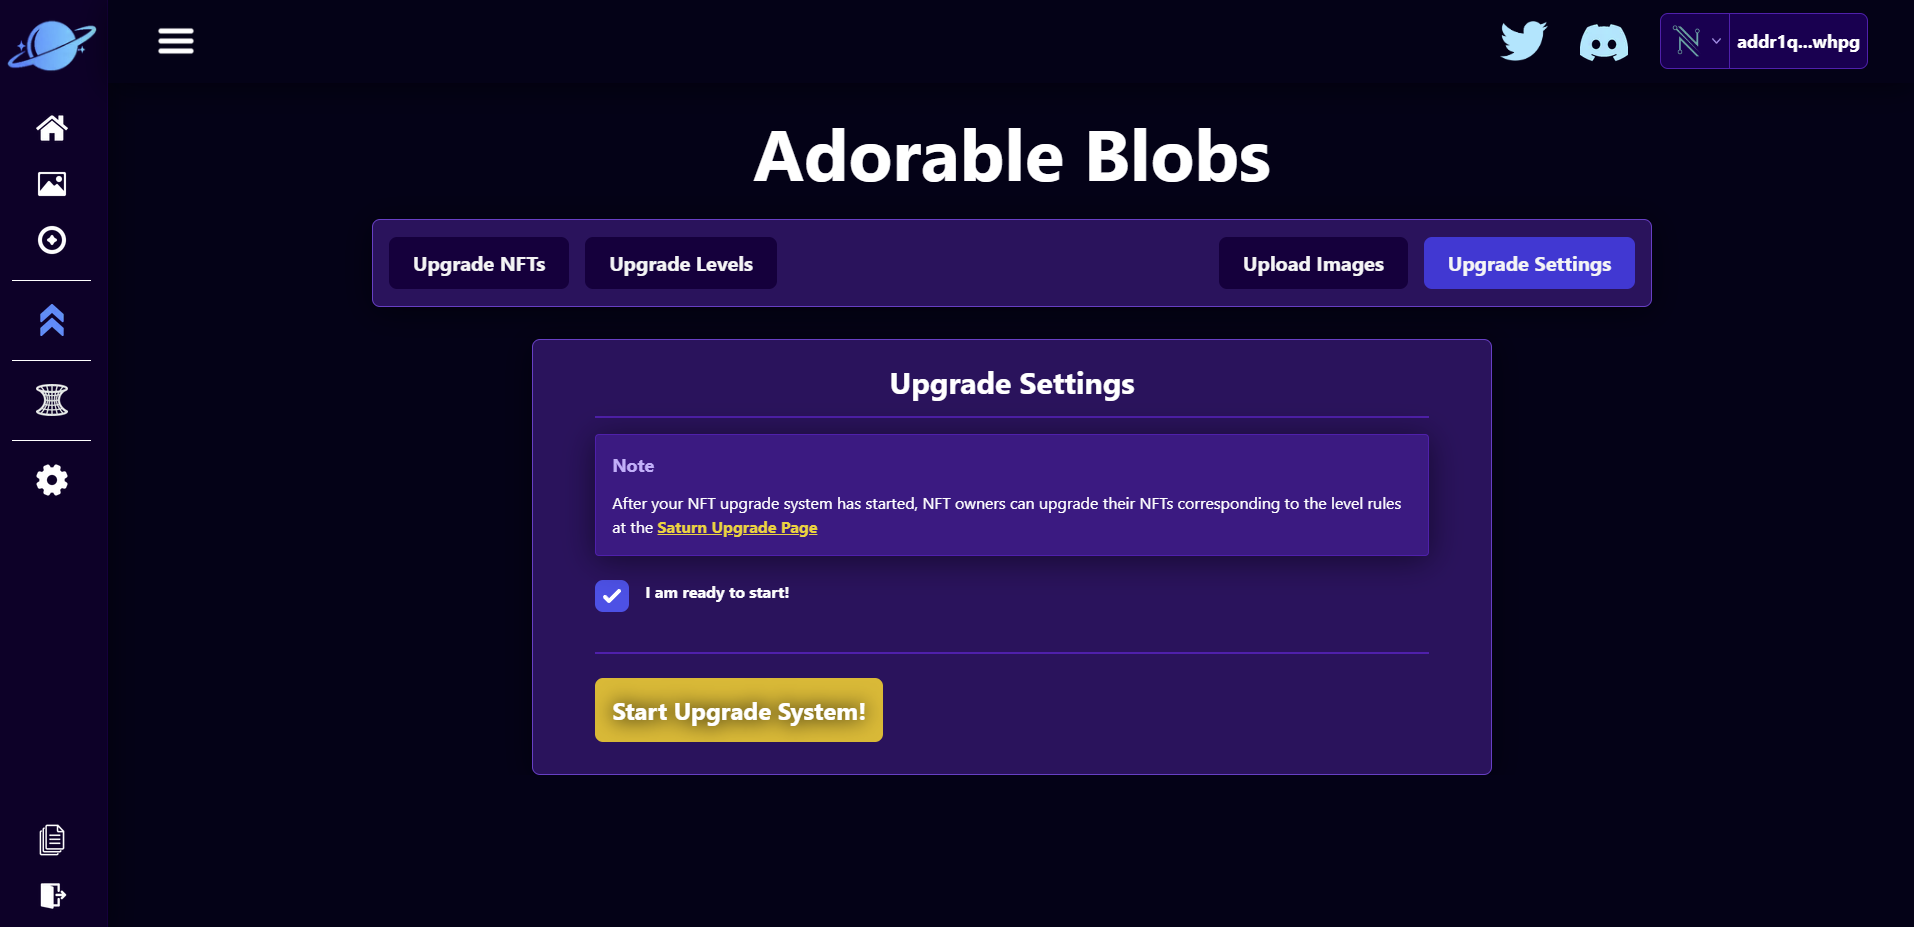 addr1q...whpg
Adorable Blobs
Upgrade NFTs
Upgrade Levels
Upload Images
Upgrade Settings
Upgrade Settings
Note
After your NFT upgrade system has started, NFT owners can upgrade their NFTs corresponding to the level rules
at the Saturn Upgrade Page
I am ready to start!
Start Upgrade System!